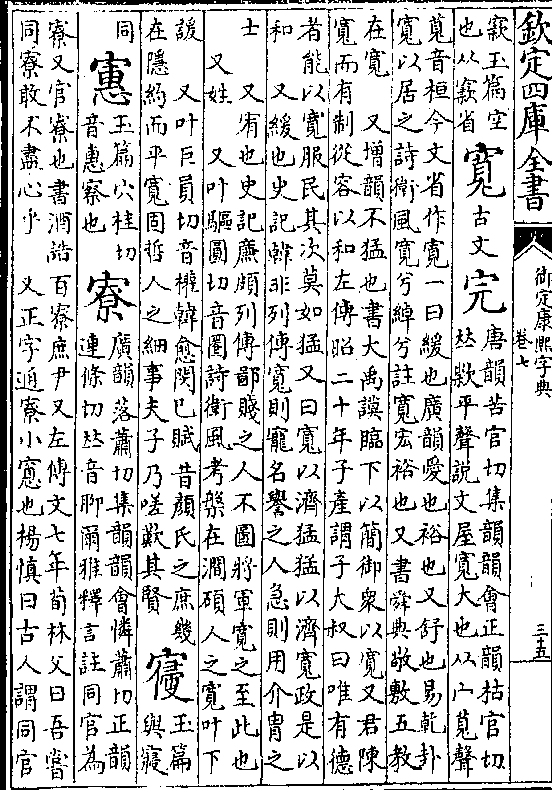 欽定四庫全書
御定康熙字典
卷七
三十五
竅玉篇空
也从竅省
寬
古文
完
唐韻苦官切集韻韻會正韻枯官切
𠀤欵平聲說文屋寛大也从宀萈聲
萈音桓今文省作寛一曰緩也廣韻愛也裕也又舒也易乾卦
寛以居之詩衛風寛兮綽兮註寛宏裕也又書舜典敬敷五教
在寛 又增韻不猛也書大禹謨臨下以簡御衆以寛又君陳
寛而有制從容以和左傳昭二十年子產謂子大叔曰唯有德
者能以寛服民其次莫如猛又曰寛以濟猛猛以濟寛政是以
和 又緩也史記韓非列傳寛則寵名譽之人急則用介胄之
士 又宥也史記廉頗列傳鄙賤之人不圖將軍寛之至此也
又姓 又叶驅圓切音圈詩衛風考槃在澗碩人之寛叶下
諼 又叶巨員切音權韓愈閔已賦昔顏氏之庶幾
在隱約而平寛固哲人之細事夫子乃嗟歎其賢
玉篇
與寢
同
寭
玉篇穴桂切
音惠察也
寮
廣韻落蕭切集韻韻會憐蕭切正韻
連條切𠀤音聊爾雅釋言註同官為
寮又官寮也書酒誥百寮庶尹又左傳文七年荀林父曰吾嘗
同寮敢不盡心乎 又正字通寮小窻也楊慎曰古人謂同官